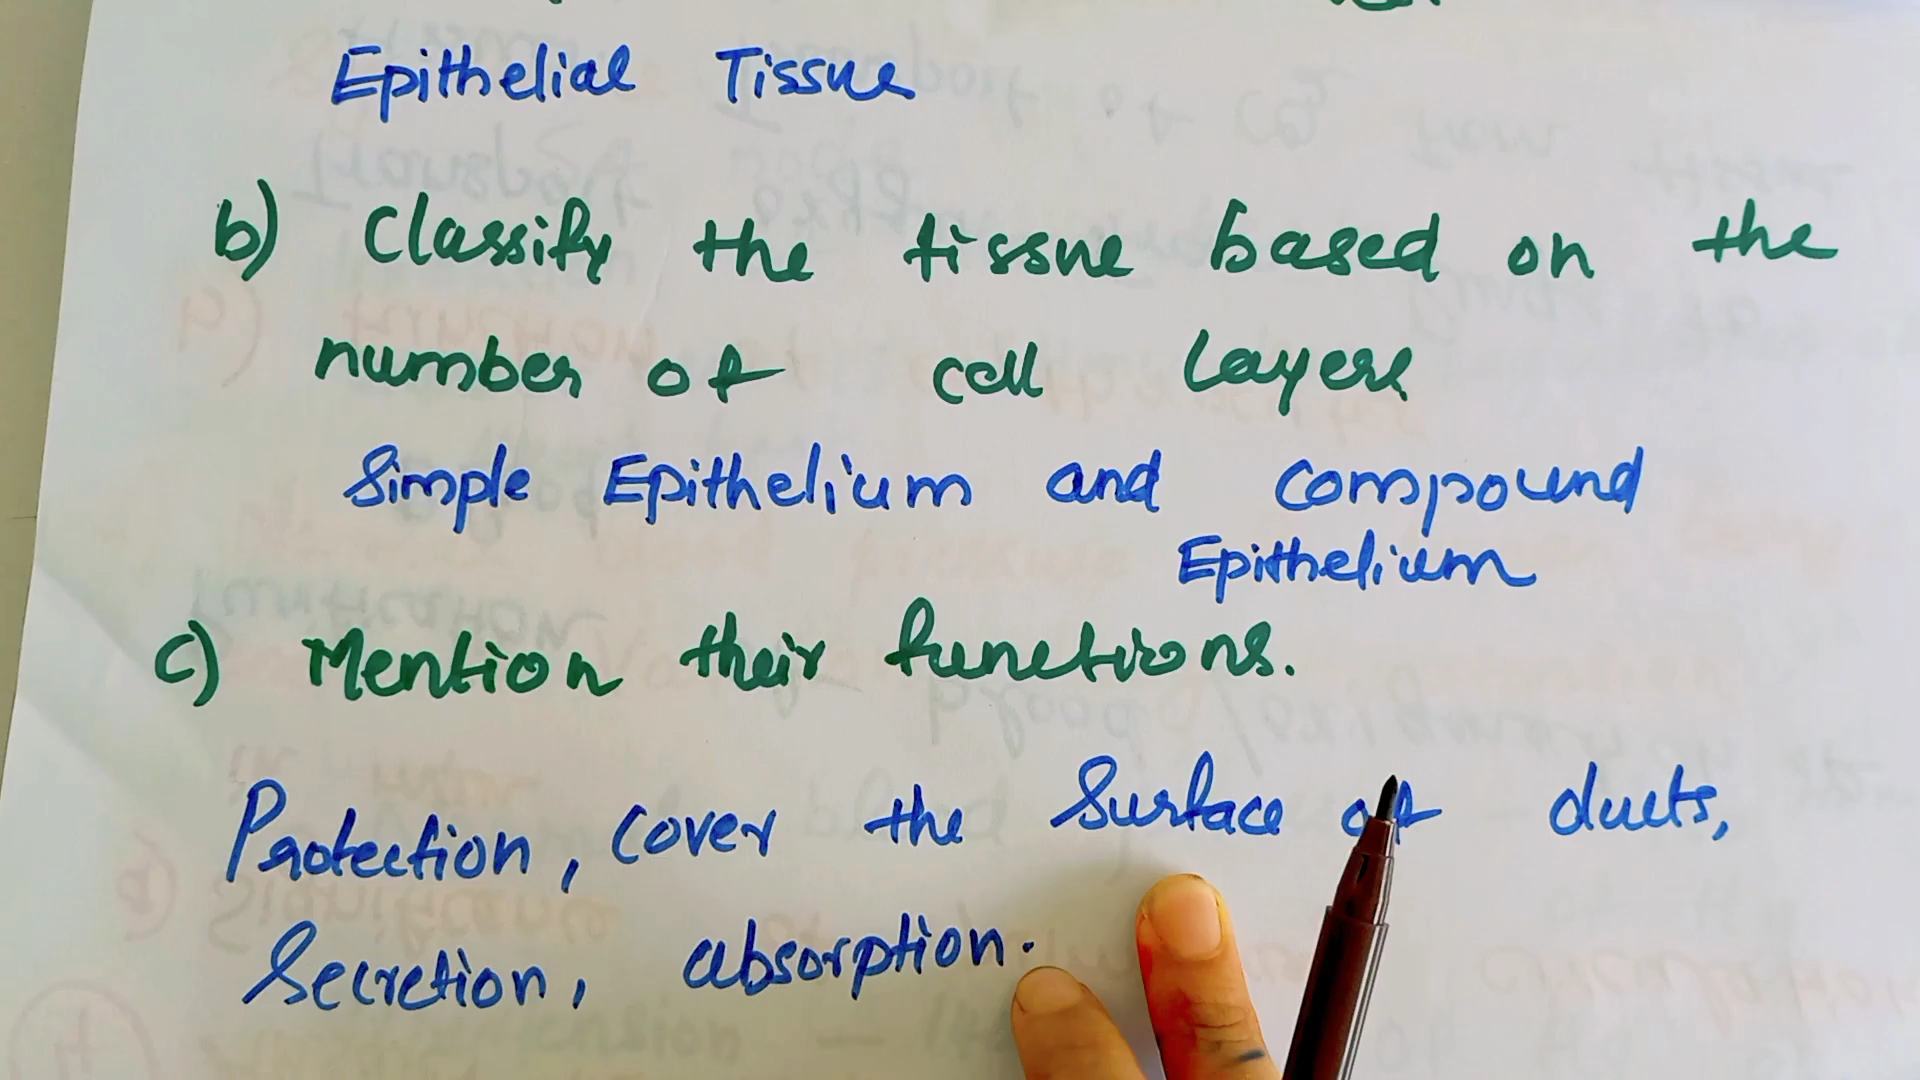 Epithelial Tissue
b) Classify the tissue based on the
number of cell layers
Simple Epithelium and compound
Epithelium
c) Mention their functions.
Protection, cover the surface of ducts,
Secretion, absorption.